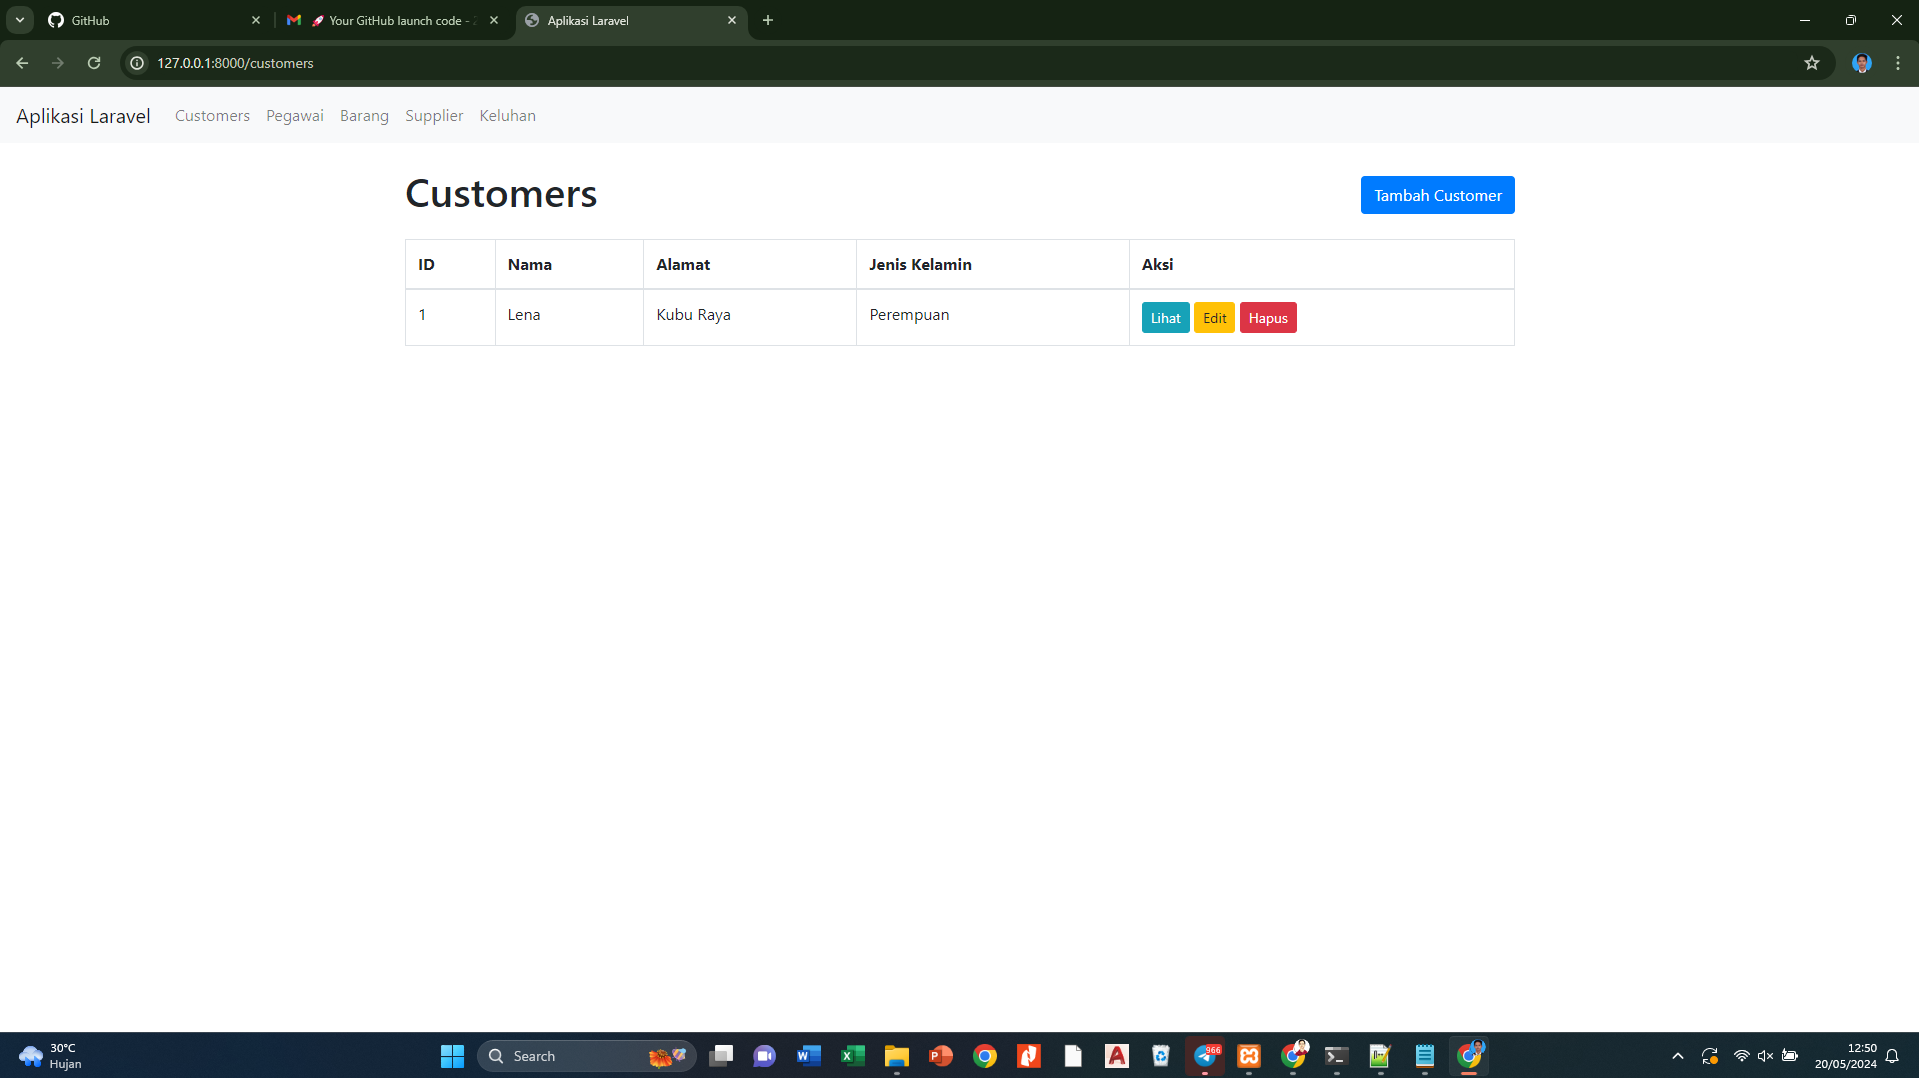 GitHub
🚀 Your GitHub launch code -
Aplikasi Laravel
127.0.0.1:8000/customers
Aplikasi Laravel Customers Pegawai Barang Supplier Keluhan
Customers
Tambah Customer
ID Nama Alamat Jenis Kelamin Aksi
1 Lena Kubu Raya Perempuan Lihat Edit Hapus
30°C
Hujan
Search
966
12:50
20/05/2024